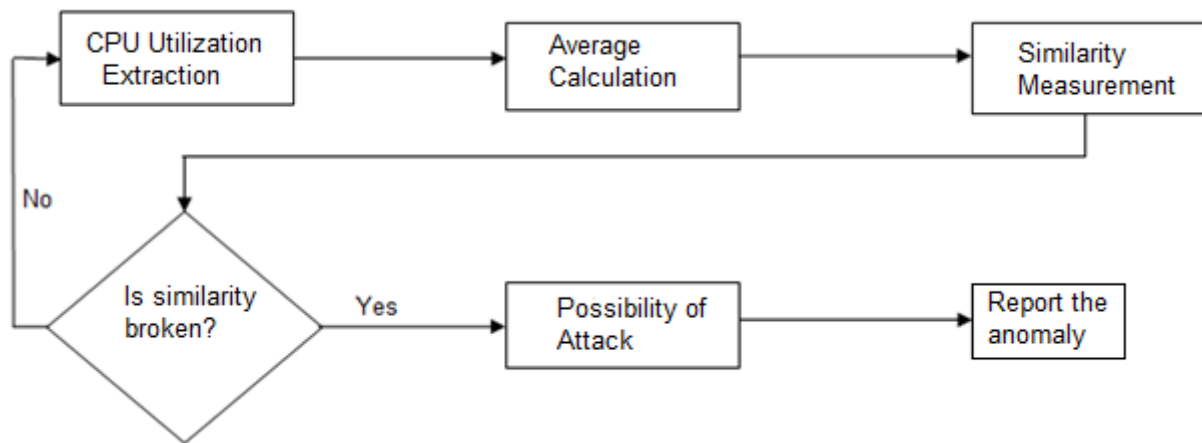 CPU Utilization
Extraction
Average
Calculation
Similarity
Measurement
No
Is similarity
broken?
Yes
Possibility of
Attack
Report the
anomaly